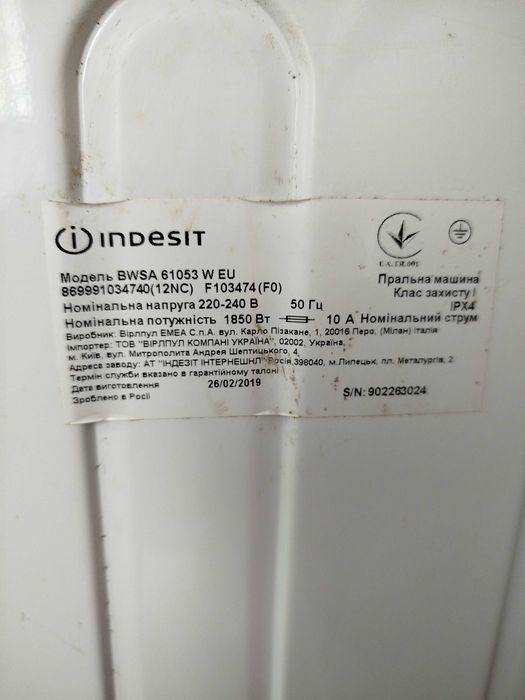 INDESIT
Модель BWSA 61053 W EU
869991034740(12NC) F103474(F0)
UA.TR.001
Пральна машина
Клас захисту I
IPX4
Номінальна напруга 220-240 В 50 Гц
Номінальна потужність 1850 Вт 10 А Номінальний струм
Виробник: Вірлпул ЕМЕА С.п.А. вул. Карло Пізакане, 1, 20016 Перо, (Мілан) Італія
Імпортер: ТОВ "ВІРЛПУЛ КОМПАНІ УКРАЇНА", 02002, Україна,
м. Київ, вул. Митрополита Андрея Шептицького, 4,
Адреса заводу: АТ "ІНДЕЗІТ ІНТЕРНЕШНЛ" Росія 398040, м.Липецьк, пл. Металургів, 2
Термін служби вказано в гарантійному талоні
Дата виготовлення 26/02/2019 S/N: 902263024
Зроблено в Росії